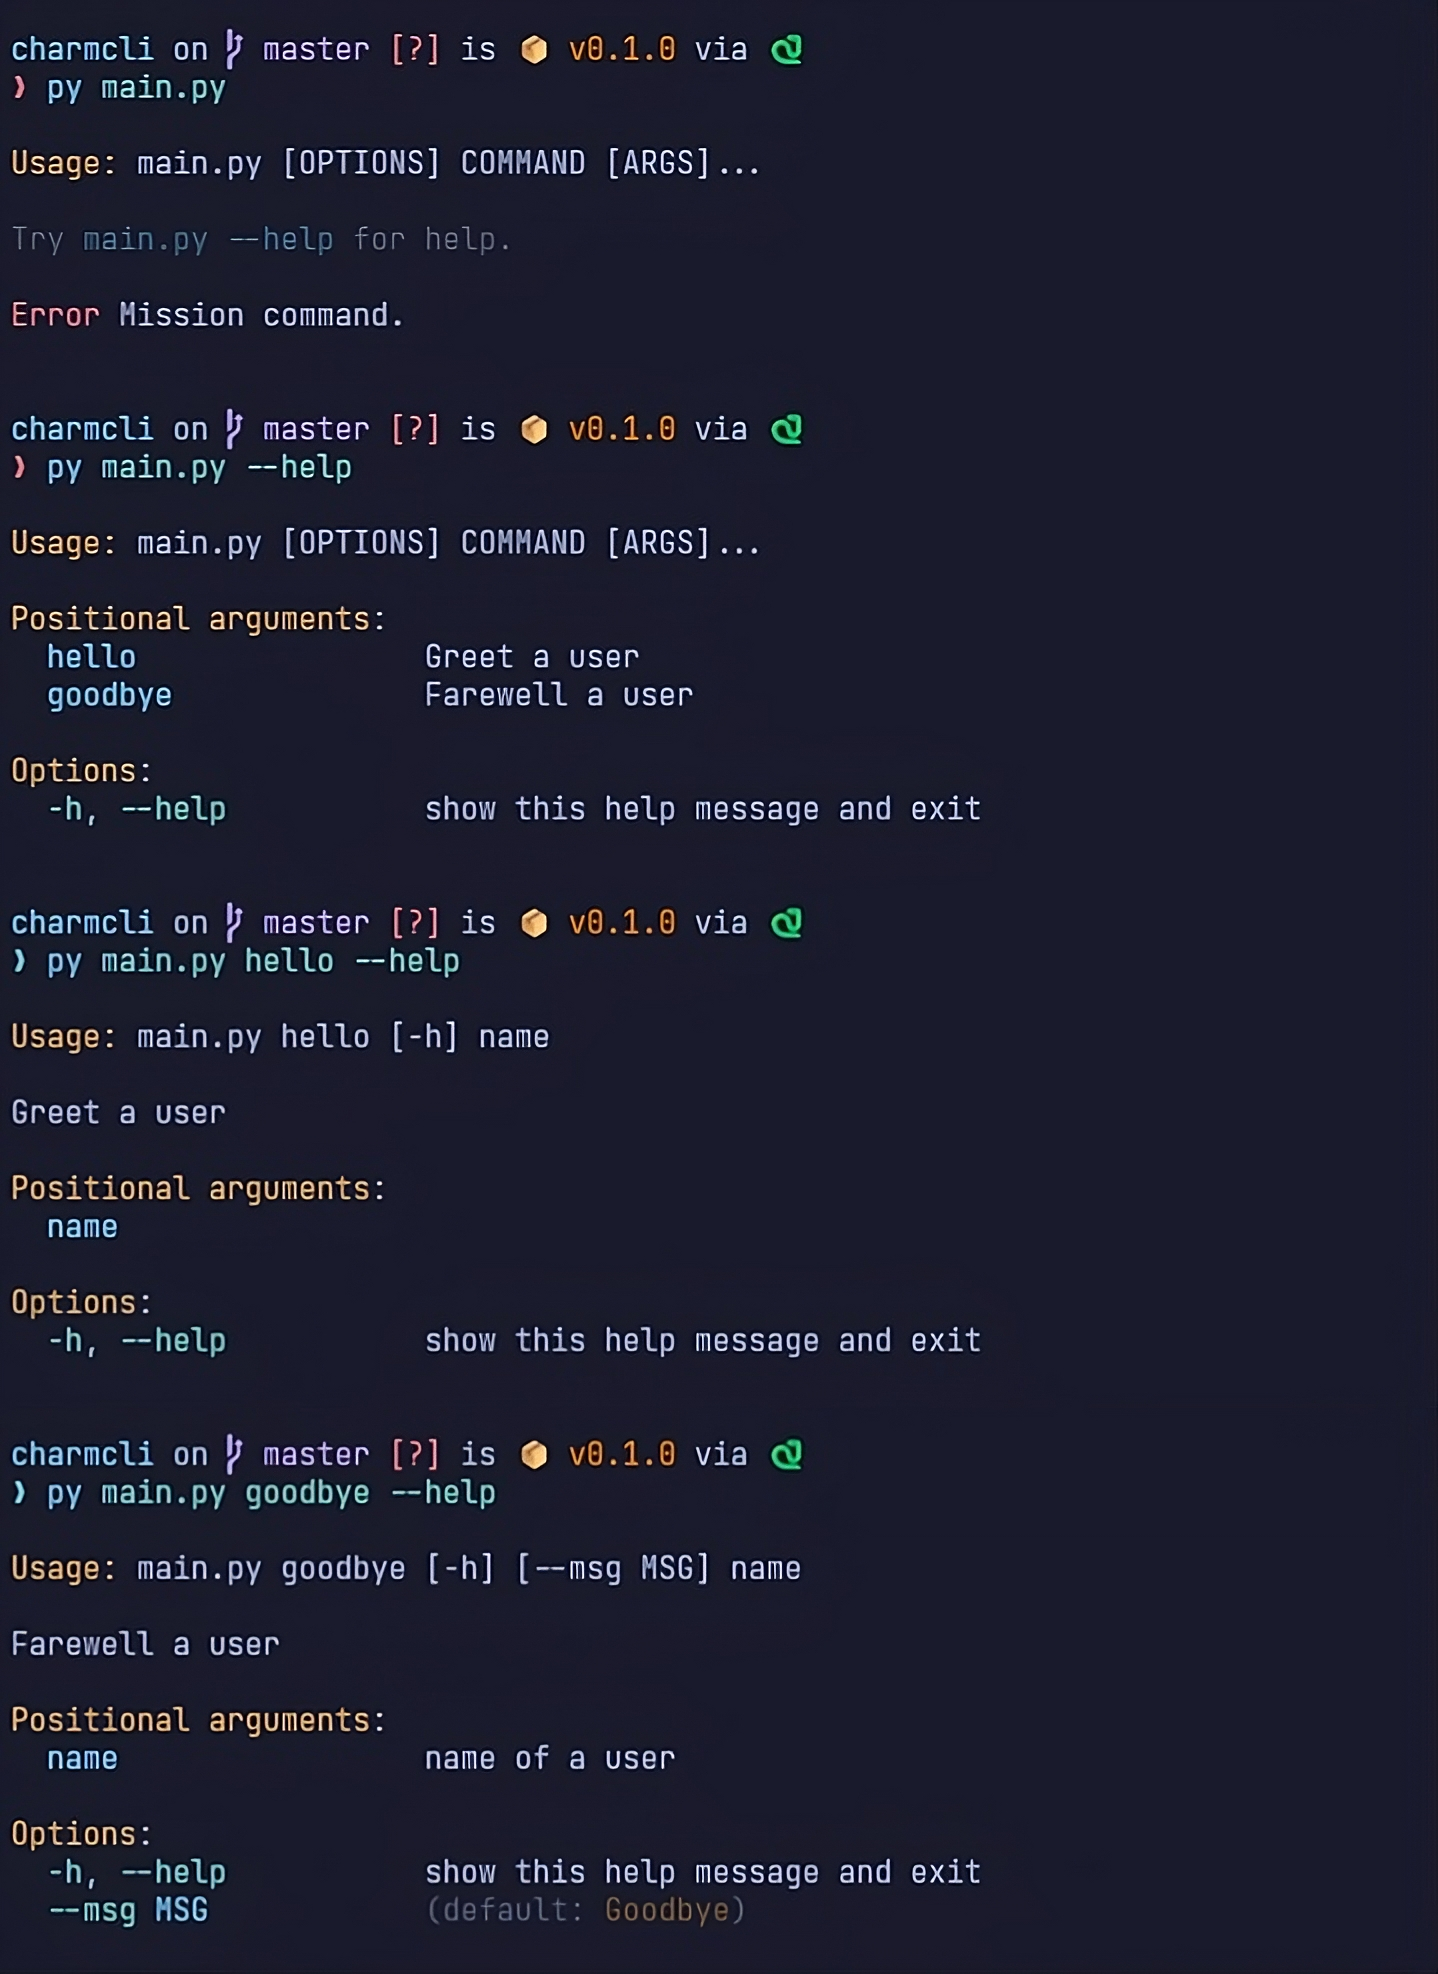 charmcli on master [?] is v0.1.0 via
❯ py main.py
Usage: main.py [OPTIONS] COMMAND [ARGS]...
Try main.py --help for help.
Error Mission command.
charmcli on master [?] is v0.1.0 via
❯ py main.py --help
Usage: main.py [OPTIONS] COMMAND [ARGS]...
Positional arguments:
hello Greet a user
goodbye Farewell a user
Options:
-h, --help show this help message and exit
charmcli on master [?] is v0.1.0 via
❯ py main.py hello --help
Usage: main.py hello [-h] name
Greet a user
Positional arguments:
name
Options:
-h, --help show this help message and exit
charmcli on master [?] is v0.1.0 via
❯ py main.py goodbye --help
Usage: main.py goodbye [-h] [--msg MSG] name
Farewell a user
Positional arguments:
name name of a user
Options:
-h, --help show this help message and exit
--msg MSG (default: Goodbye)